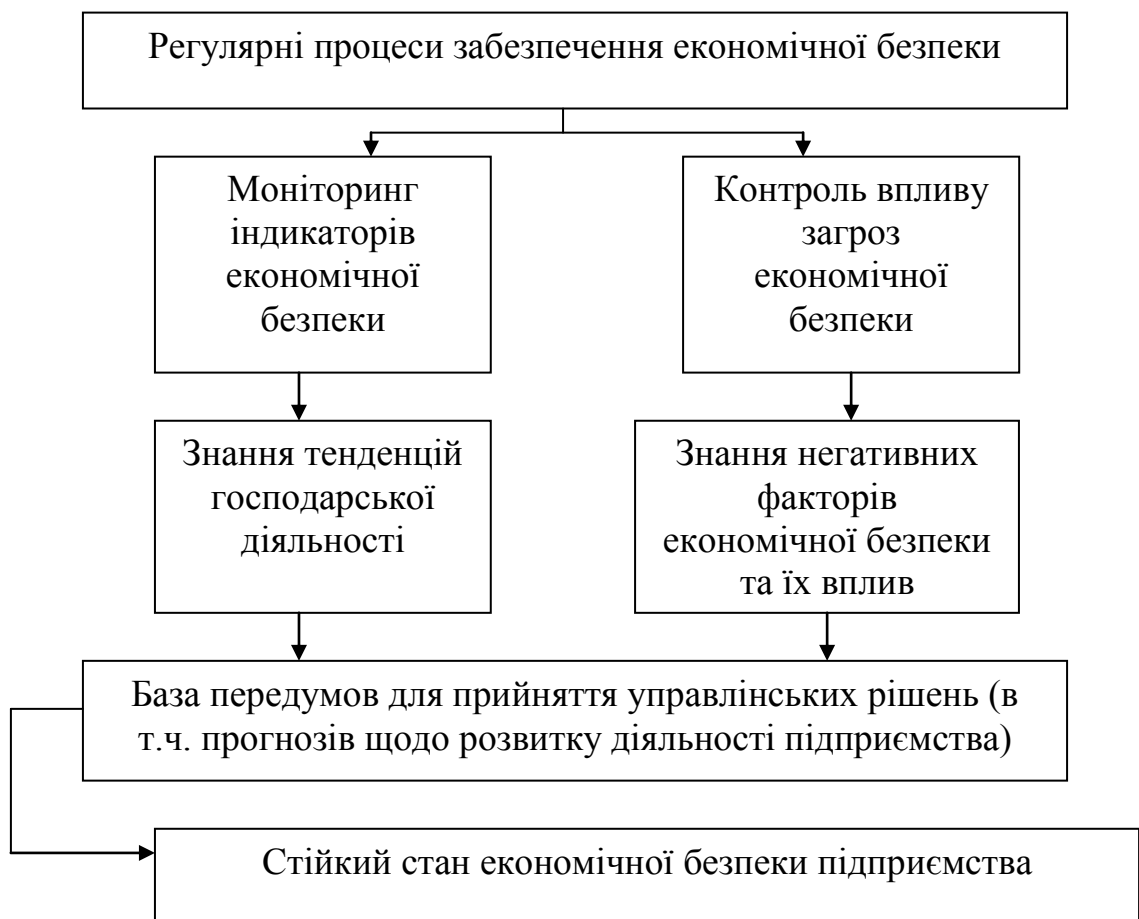 Регулярні процеси забезпечення економічної безпеки
Моніторинг
індикаторів
економічної
безпеки
Контроль впливу
загроз
економічної
безпеки
Знання тенденцій
господарської
діяльності
Знання негативних
факторів
економічної безпеки
та їх вплив
База передумов для прийняття управлінських рішень (в
т.ч. прогнозів щодо розвитку діяльності підприємства)
Стійкий стан економічної безпеки підприємства